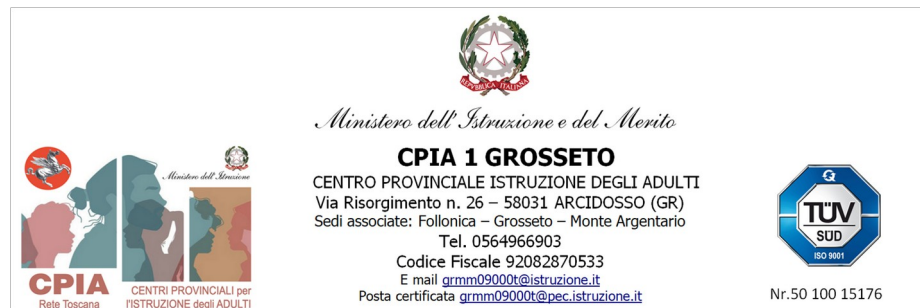 REPVBBLICA ITALIANA
Ministero dell'Istruzione e del Merito
CPIA 1 GROSSETO
CENTRO PROVINCIALE ISTRUZIONE DEGLI ADULTI
Via Risorgimento n. 26 – 58031 ARCIDOSSO (GR)
Sedi associate: Follonica – Grosseto – Monte Argentario
Tel. 0564966903
Codice Fiscale 92082870533
E mail grmm09000t@istruzione.it
Posta certificata grmm09000t@pec.istruzione.it
Ministero dell'Istruzione
CPIA
Rete Toscana
CENTRI PROVINCIALI per
l'ISTRUZIONE degli ADULTI
TÜV
SÜD
ISO 9001
Nr.50 100 15176